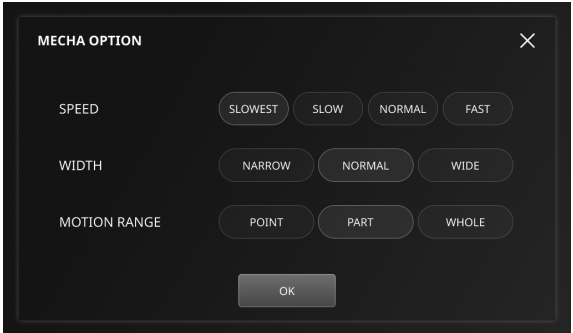 MECHA OPTION
SPEED SLOWEST SLOW NORMAL FAST
WIDTH NARROW NORMAL WIDE
MOTION RANGE POINT PART WHOLE
OK